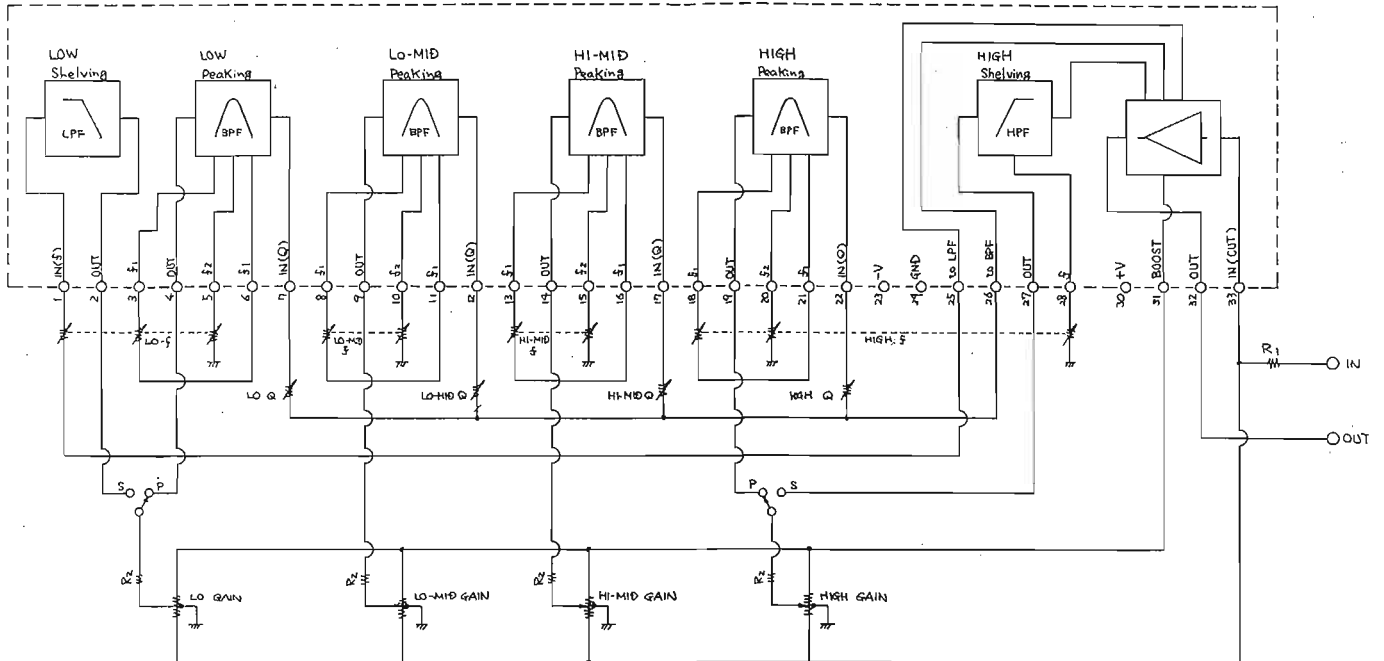 LOW
Shelving
LPF
LOW
Peaking
BPF
LO-MID
Peaking
BPF
HI-MID
Peaking
BPF
HIGH
Peaking
BPF
HIGH
Shelving
HPF
IN(f)
OUT
f1
OUT
f2
f1
IN(Q)
f1
OUT
f2
f1
IN(Q)
f1
OUT
f2
f1
IN(Q)
f1
OUT
f2
f1
IN(Q)
-V
GND
to LPF
to BPF
OUT
f
+V
BOOST
OUT
IN(CUT)
1
2
3
4
5
6
7
8
9
10
11
12
13
14
15
16
17
18
19
20
21
22
23
24
25
26
27
28
30
31
32
33
LO-f
LO-MID
f
HI-MID
f
HIGH. f
R1
IN
LO Q
LO-MID Q
HI-MID Q
HIGH Q
OUT
S
P
P
S
R2
LO GAIN
R2
LO-MID GAIN
R2
HI-MID GAIN
R2
HIGH GAIN